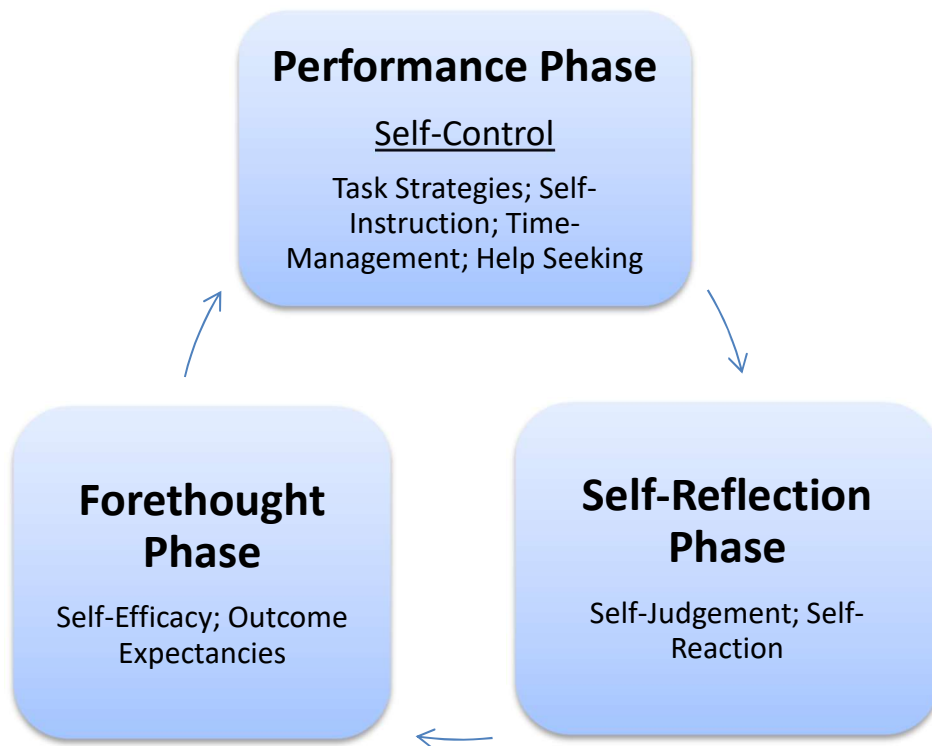 Performance Phase
Self-Control
Task Strategies; Self-
Instruction; Time-
Management; Help Seeking
Forethought
Phase
Self-Efficacy; Outcome
Expectancies
Self-Reflection
Phase
Self-Judgement; Self-
Reaction